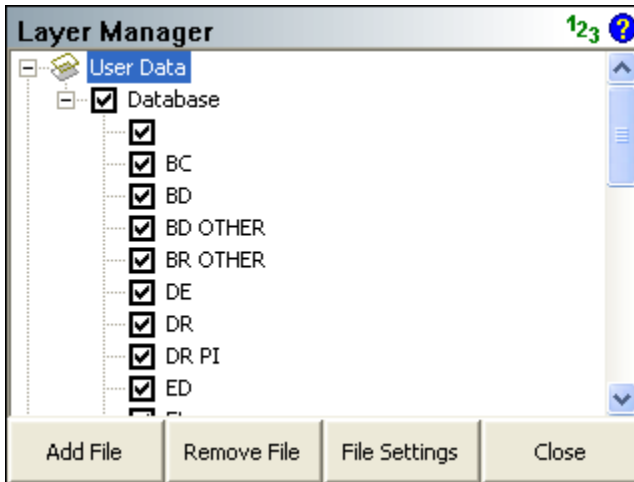 Layer Manager 123 ?
User Data
Database
BC
BD
BD OTHER
BR OTHER
DE
DR
DR PI
ED
Add File Remove File File Settings Close